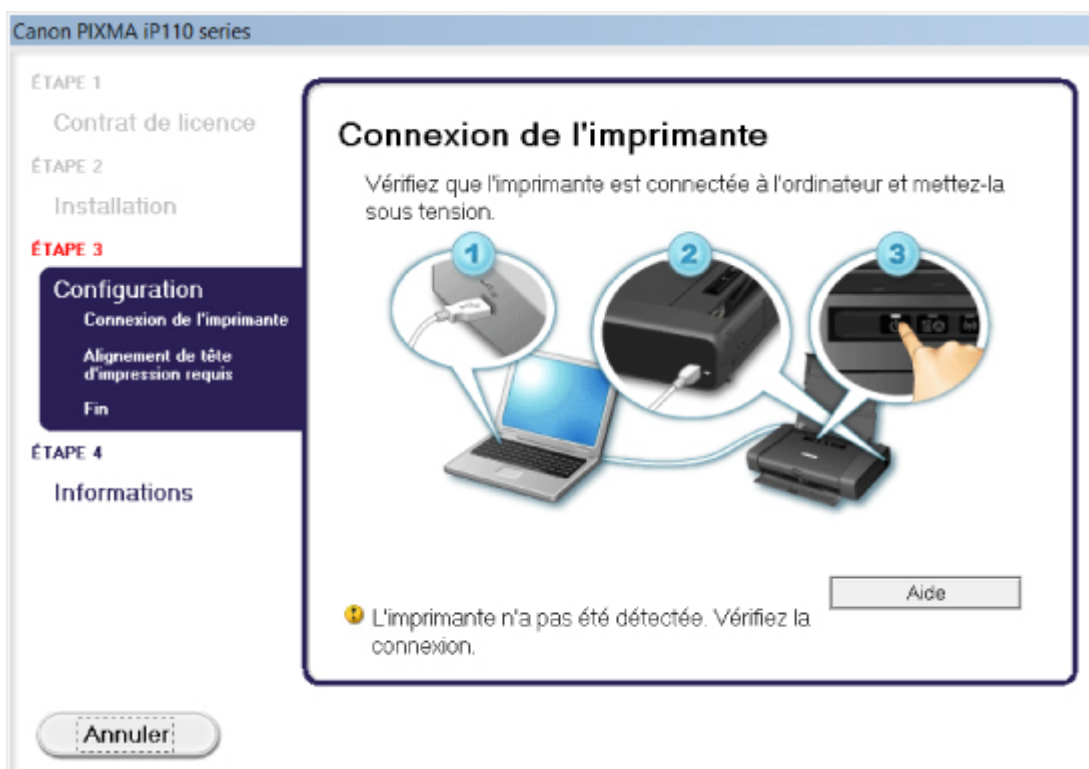 Canon PIXMA iP110 series
ÉTAPE 1
Contrat de licence
ÉTAPE 2
Installation
ÉTAPE 3
Configuration
Connexion de l'imprimante
Alignement de tête
d'impression requis
Fin
ÉTAPE 4
Informations
Connexion de l'imprimante
Vérifiez que l'imprimante est connectée à l'ordinateur et mettez-la
sous tension.
1
2
3
Aide
L'imprimante n'a pas été détectée. Vérifiez la
connexion.
Annuler